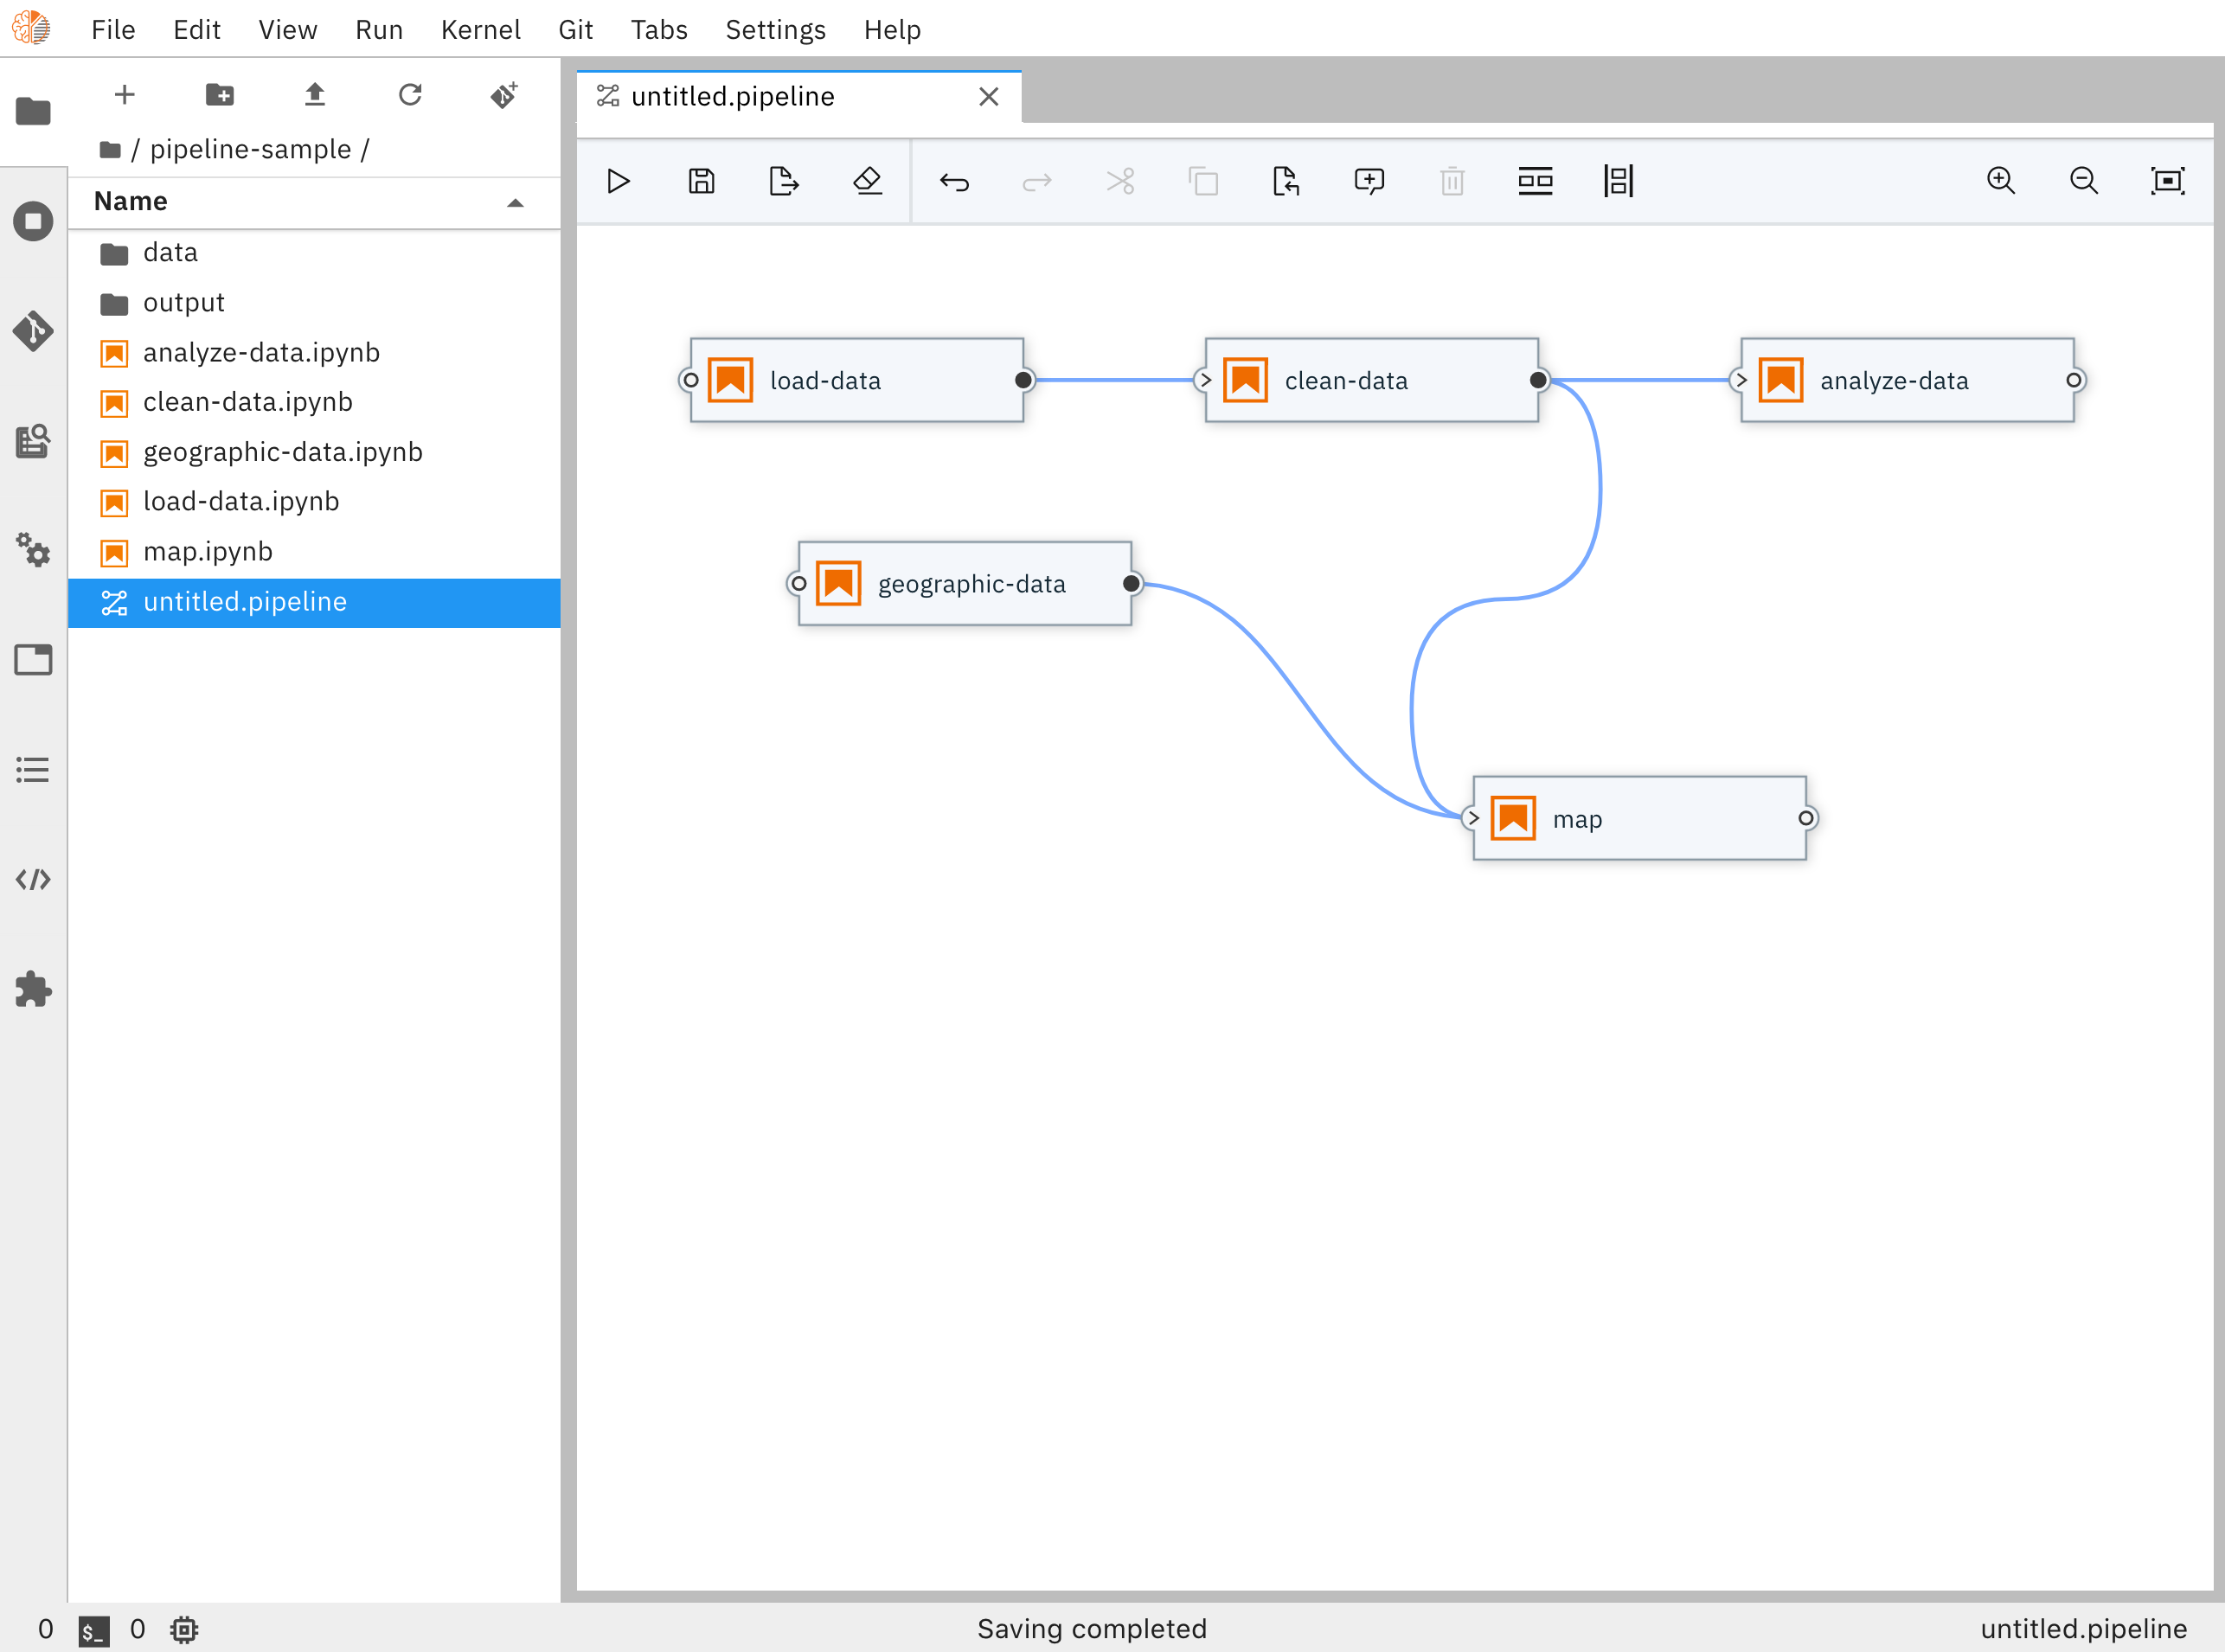 File Edit View Run Kernel Git Tabs Settings Help
untitled.pipeline
/ pipeline-sample /
Name
data
output
analyze-data.ipynb
clean-data.ipynb
geographic-data.ipynb
load-data.ipynb
map.ipynb
untitled.pipeline
load-data
clean-data
analyze-data
geographic-data
map
0 $_ 0
Saving completed
untitled.pipeline